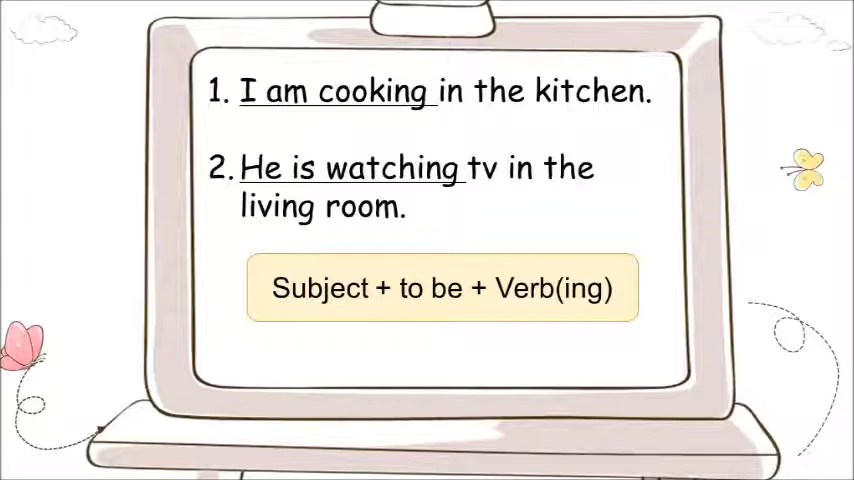 1. I am cooking in the kitchen.
2. He is watching tv in the
living room.
Subject + to be + Verb(ing)